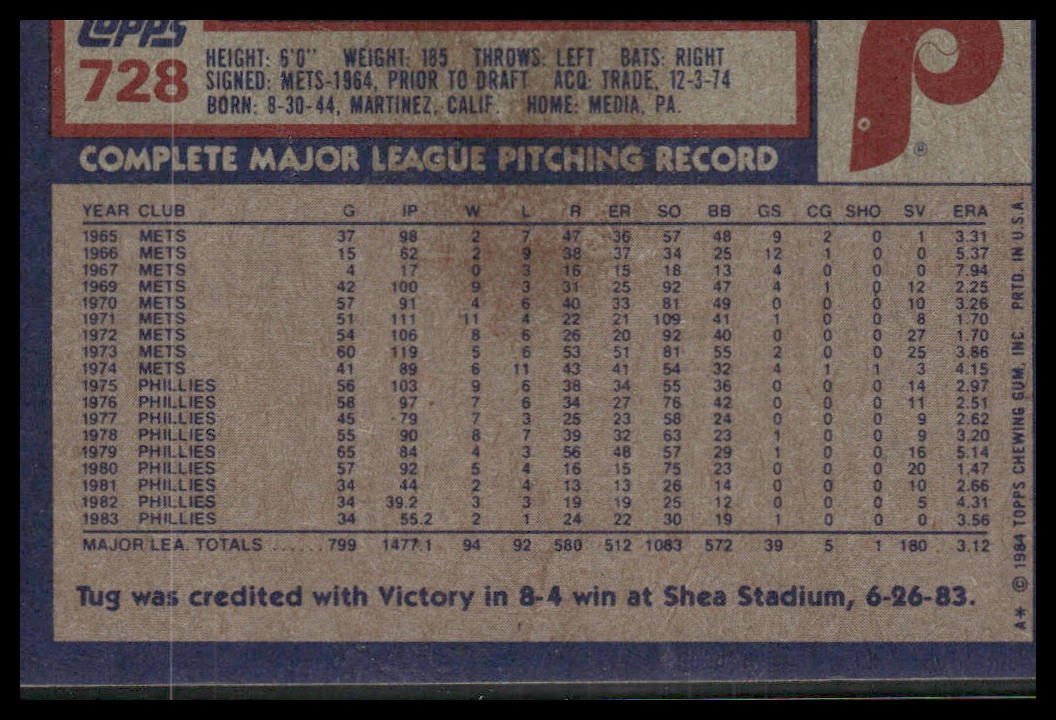 TOPPS
728
HEIGHT: 6'0" WEIGHT: 185 THROWS: LEFT BATS: RIGHT
SIGNED: METS-1964, PRIOR TO DRAFT ACQ: TRADE, 12-3-74
BORN: 8-30-44, MARTINEZ, CALIF. HOME: MEDIA, PA.
P
®
COMPLETE MAJOR LEAGUE PITCHING RECORD
YEAR CLUB G IP W L R ER SO BB GS CG SHO SV ERA
1965 METS 37 98 2 7 47 36 57 48 9 2 0 1 3.31
1966 METS 15 62 2 9 38 37 34 25 12 1 0 0 5.37
1967 METS 4 17 0 3 16 15 18 13 4 0 0 0 7.94
1969 METS 42 100 9 3 31 25 92 47 4 1 0 12 2.25
1970 METS 57 91 4 6 40 33 81 49 0 0 0 10 3.26
1971 METS 51 111 11 4 22 21 109 41 1 0 0 8 1.70
1972 METS 54 106 8 6 26 20 92 40 0 0 0 27 1.70
1973 METS 60 119 5 6 53 51 81 55 2 0 0 25 3.86
1974 METS 41 89 6 11 43 41 54 32 4 1 1 3 4.15
1975 PHILLIES 56 103 9 6 38 34 55 36 0 0 0 14 2.97
1976 PHILLIES 58 97 7 6 34 27 76 42 0 0 0 11 2.51
1977 PHILLIES 45 79 7 3 25 23 58 24 0 0 0 9 2.62
1978 PHILLIES 55 90 8 7 39 32 63 23 1 0 0 9 3.20
1979 PHILLIES 65 84 4 3 56 48 57 29 1 0 0 16 5.14
1980 PHILLIES 57 92 5 4 16 15 75 23 0 0 0 20 1.47
1981 PHILLIES 34 44 2 4 13 13 26 14 0 0 0 10 2.66
1982 PHILLIES 34 39.2 3 3 19 19 25 12 0 0 0 5 4.31
1983 PHILLIES 34 55.2 2 1 24 22 30 19 1 0 0 0 3.56
MAJOR LEA. TOTALS ...... 799 1477.1 94 92 580 512 1083 572 39 5 1 180 3.12
Tug was credited with Victory in 8-4 win at Shea Stadium, 6-26-83.
A* © 1984 TOPPS CHEWING GUM, INC. PRTD. IN U.S.A.